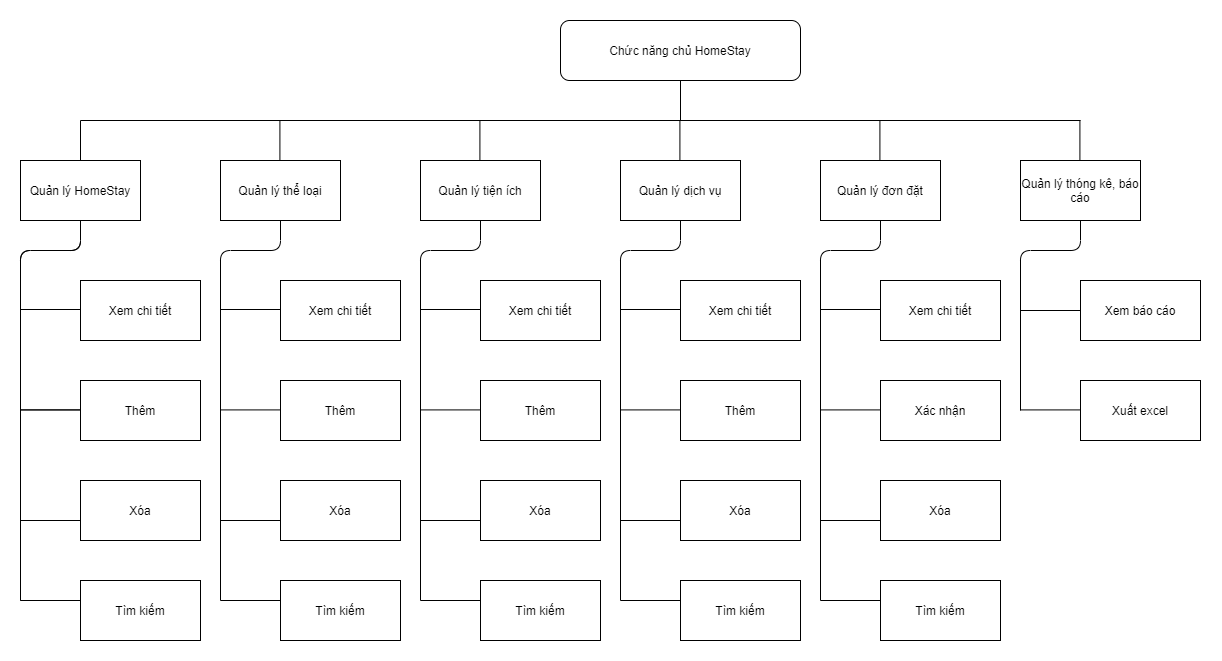 Chức năng chủ HomeStay
Quản lý HomeStay
Quản lý thể loại
Quản lý tiện ích
Quản lý dịch vụ
Quản lý đơn đặt
Quản lý thống kê, báo
cáo
Xem chi tiết
Xem chi tiết
Xem chi tiết
Xem chi tiết
Xem chi tiết
Xem báo cáo
Thêm
Thêm
Thêm
Thêm
Xác nhận
Xuất excel
Xóa
Xóa
Xóa
Xóa
Xóa
Tìm kiếm
Tìm kiếm
Tìm kiếm
Tìm kiếm
Tìm kiếm